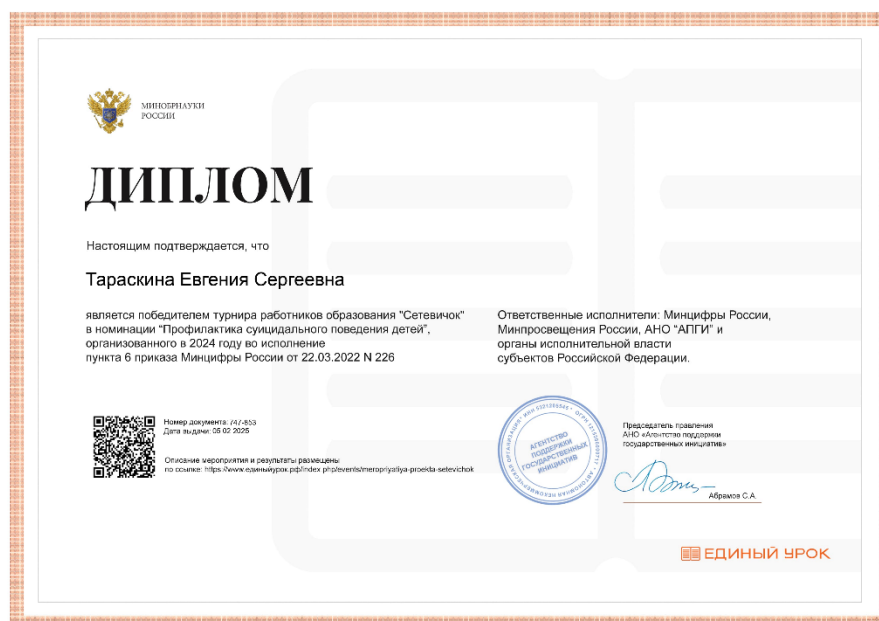 МИНОБРНАУКИ
РОССИИ
ДИПЛОМ
Настоящим подтверждается, что
Тараскина Евгения Сергеевна
является победителем турнира работников образования "Сетевичок"
в номинации "Профилактика суицидального поведения детей",
организованного в 2024 году во исполнение
пункта 6 приказа Минцифры России от 22.03.2022 N 226
Ответственные исполнители: Минцифры России,
Минпросвещения России, АНО "АПГИ" и
органы исполнительной власти
субъектов Российской Федерации.
Номер документа: 747-853
Дата выдачи: 05 02 2025
Описание мероприятия и результаты размещены
по ссылке: https://www.единыйурок.рф/index php/events/meropriyatiya-proekta-setevichok
АГЕНТСТВО
ПОДДЕРЖКИ
ГОСУДАРСТВЕННЫХ
ИНИЦИАТИВ
Председатель правления
АНО «Агентство поддержки
государственных инициатив»
Абрамов С.А.
ЕДИНЫЙ УРОК